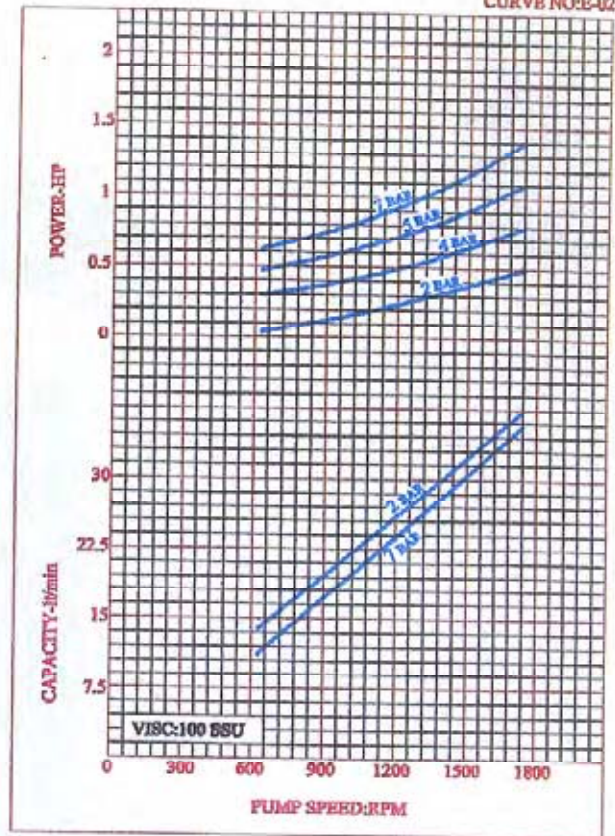 CURVE NO:E-02
2
1.5
1
0.5
0
POWER-HP
7 BAR
5 BAR
4 BAR
2 BAR
30
22.5
15
7.5
CAPACITY-lt/min
2 BAR
7 BAR
VISC:100 SSU
0 300 600 900 1200 1500 1800
PUMP SPEED:RPM